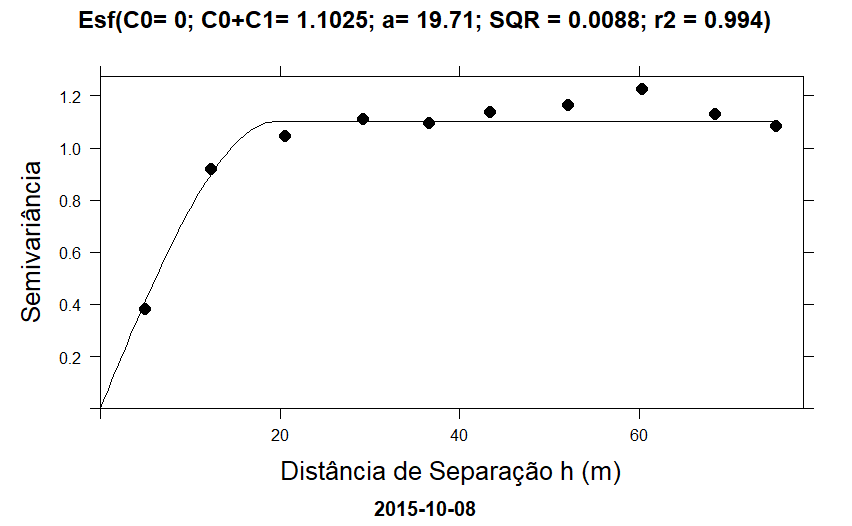 Esf(C0= 0; C0+C1= 1.1025; a= 19.71; SQR = 0.0088; r2 = 0.994)
Semivariância
1.2
1.0
0.8
0.6
0.4
0.2
20 40 60
Distância de Separação h (m)
2015-10-08